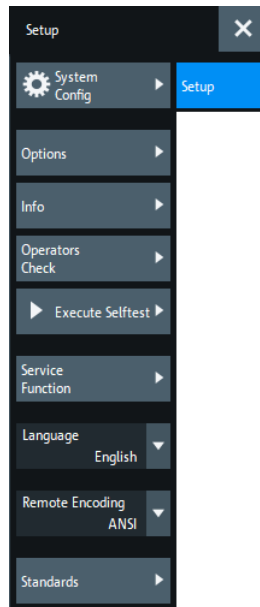 Setup
System
Config
Setup
Options
Info
Operators
Check
Execute Selftest
Service
Function
Language
English
Remote Encoding
ANSI
Standards